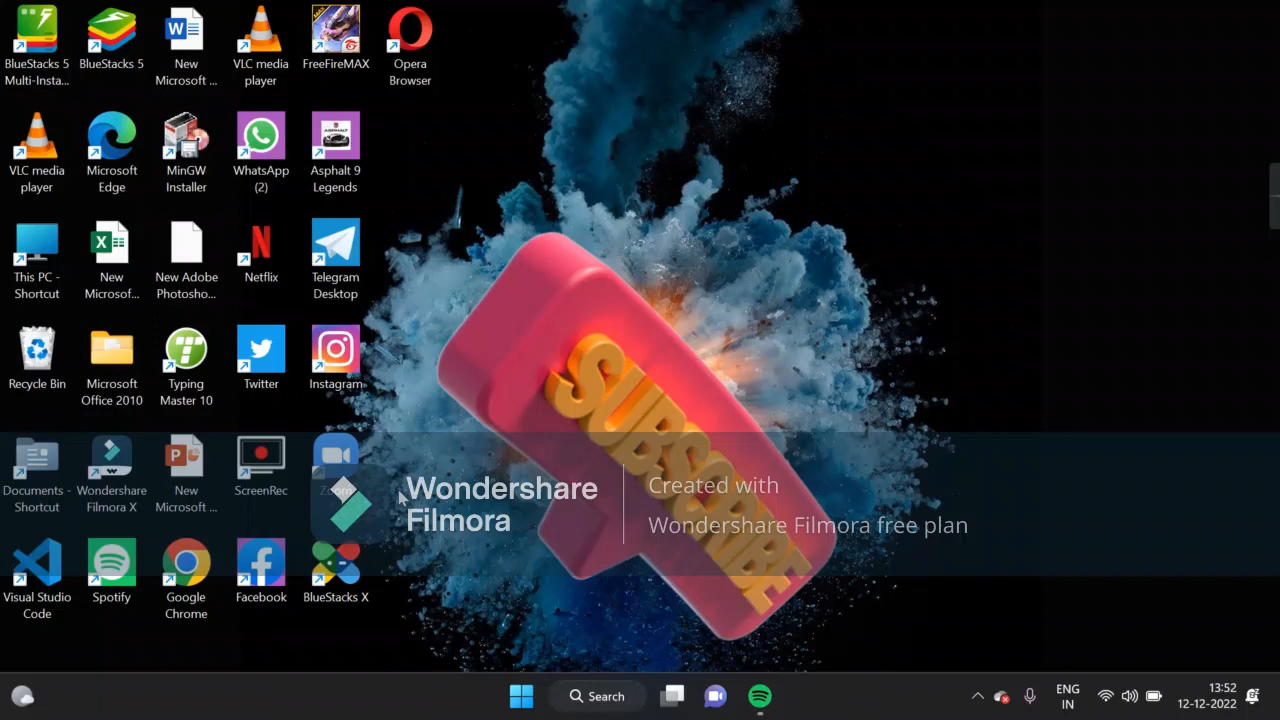 BlueStacks 5
Multi-Insta...
BlueStacks 5
New
Microsoft ...
VLC media
player
FreeFireMAX
Opera
Browser
VLC media
player
Microsoft
Edge
MinGW
Installer
WhatsApp
(2)
Asphalt 9
Legends
This PC -
Shortcut
New
Microsof...
New Adobe
Photosho...
Netflix
Telegram
Desktop
Recycle Bin
Microsoft
Office 2010
Typing
Master 10
Twitter
Instagram
Documents -
Shortcut
Wondershare
Filmora X
New
Microsoft ...
ScreenRec
Zoom
Visual Studio
Code
Spotify
Google
Chrome
Facebook
BlueStacks X
SUBSCRIBE
Wondershare
Filmora
Created with
Wondershare Filmora free plan
Search
ENG
IN
13:52
12-12-2022